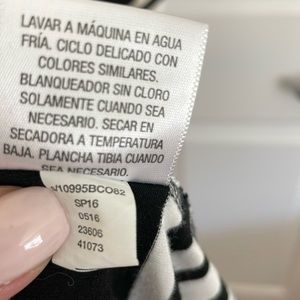 LAVAR A MÁQUINA EN AGUA
FRÍA. CICLO DELICADO CON
COLORES SIMILARES.
BLANQUEADOR SIN CLORO
SOLAMENTE CUANDO SEA
NECESARIO. SECAR EN
SECADORA A TEMPERATURA
BAJA. PLANCHA TIBIA CUANDO
SEA NECESARIO.
V10995BC082
SP16
0516
23606
41073